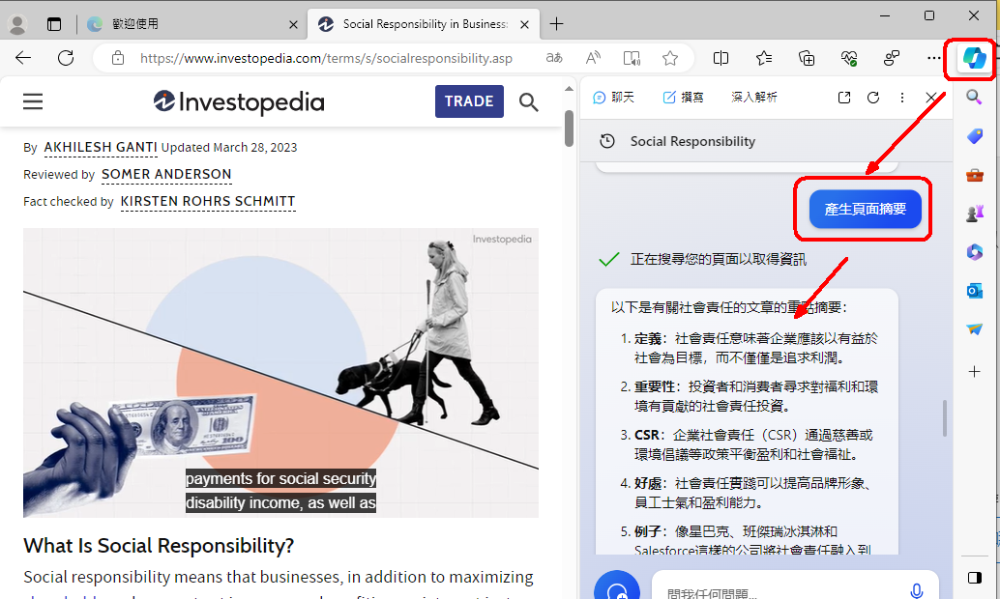 歡迎使用
Social Responsibility in Business:
https://www.investopedia.com/terms/s/socialresponsibility.asp
Investopedia
TRADE
By AKHILESH GANTI Updated March 28, 2023
Reviewed by SOMER ANDERSON
Fact checked by KIRSTEN ROHRS SCHMITT
Investopedia
100
payments for social security
disability income, as well as
What Is Social Responsibility?
Social responsibility means that businesses, in addition to maximizing
聊天 撰寫 深入解析
Social Responsibility
產生頁面摘要
正在搜尋您的頁面以取得資訊
以下是有關社會責任的文章的重點摘要：
1. 定義：社會責任意味著企業應該以有益於
社會為目標，而不僅僅是追求利潤。
2. 重要性：投資者和消費者尋求對福利和環
境有貢獻的社會責任投資。
3. CSR：企業社會責任（CSR）通過慈善或
環境倡議等政策平衡盈利和社會福祉。
4. 好處：社會責任實踐可以提高品牌形象、
員工士氣和盈利能力。
5. 例子：像星巴克、班傑瑞冰淇淋和
Salesforce這樣的公司將社會責任融入到
問我任何問題...